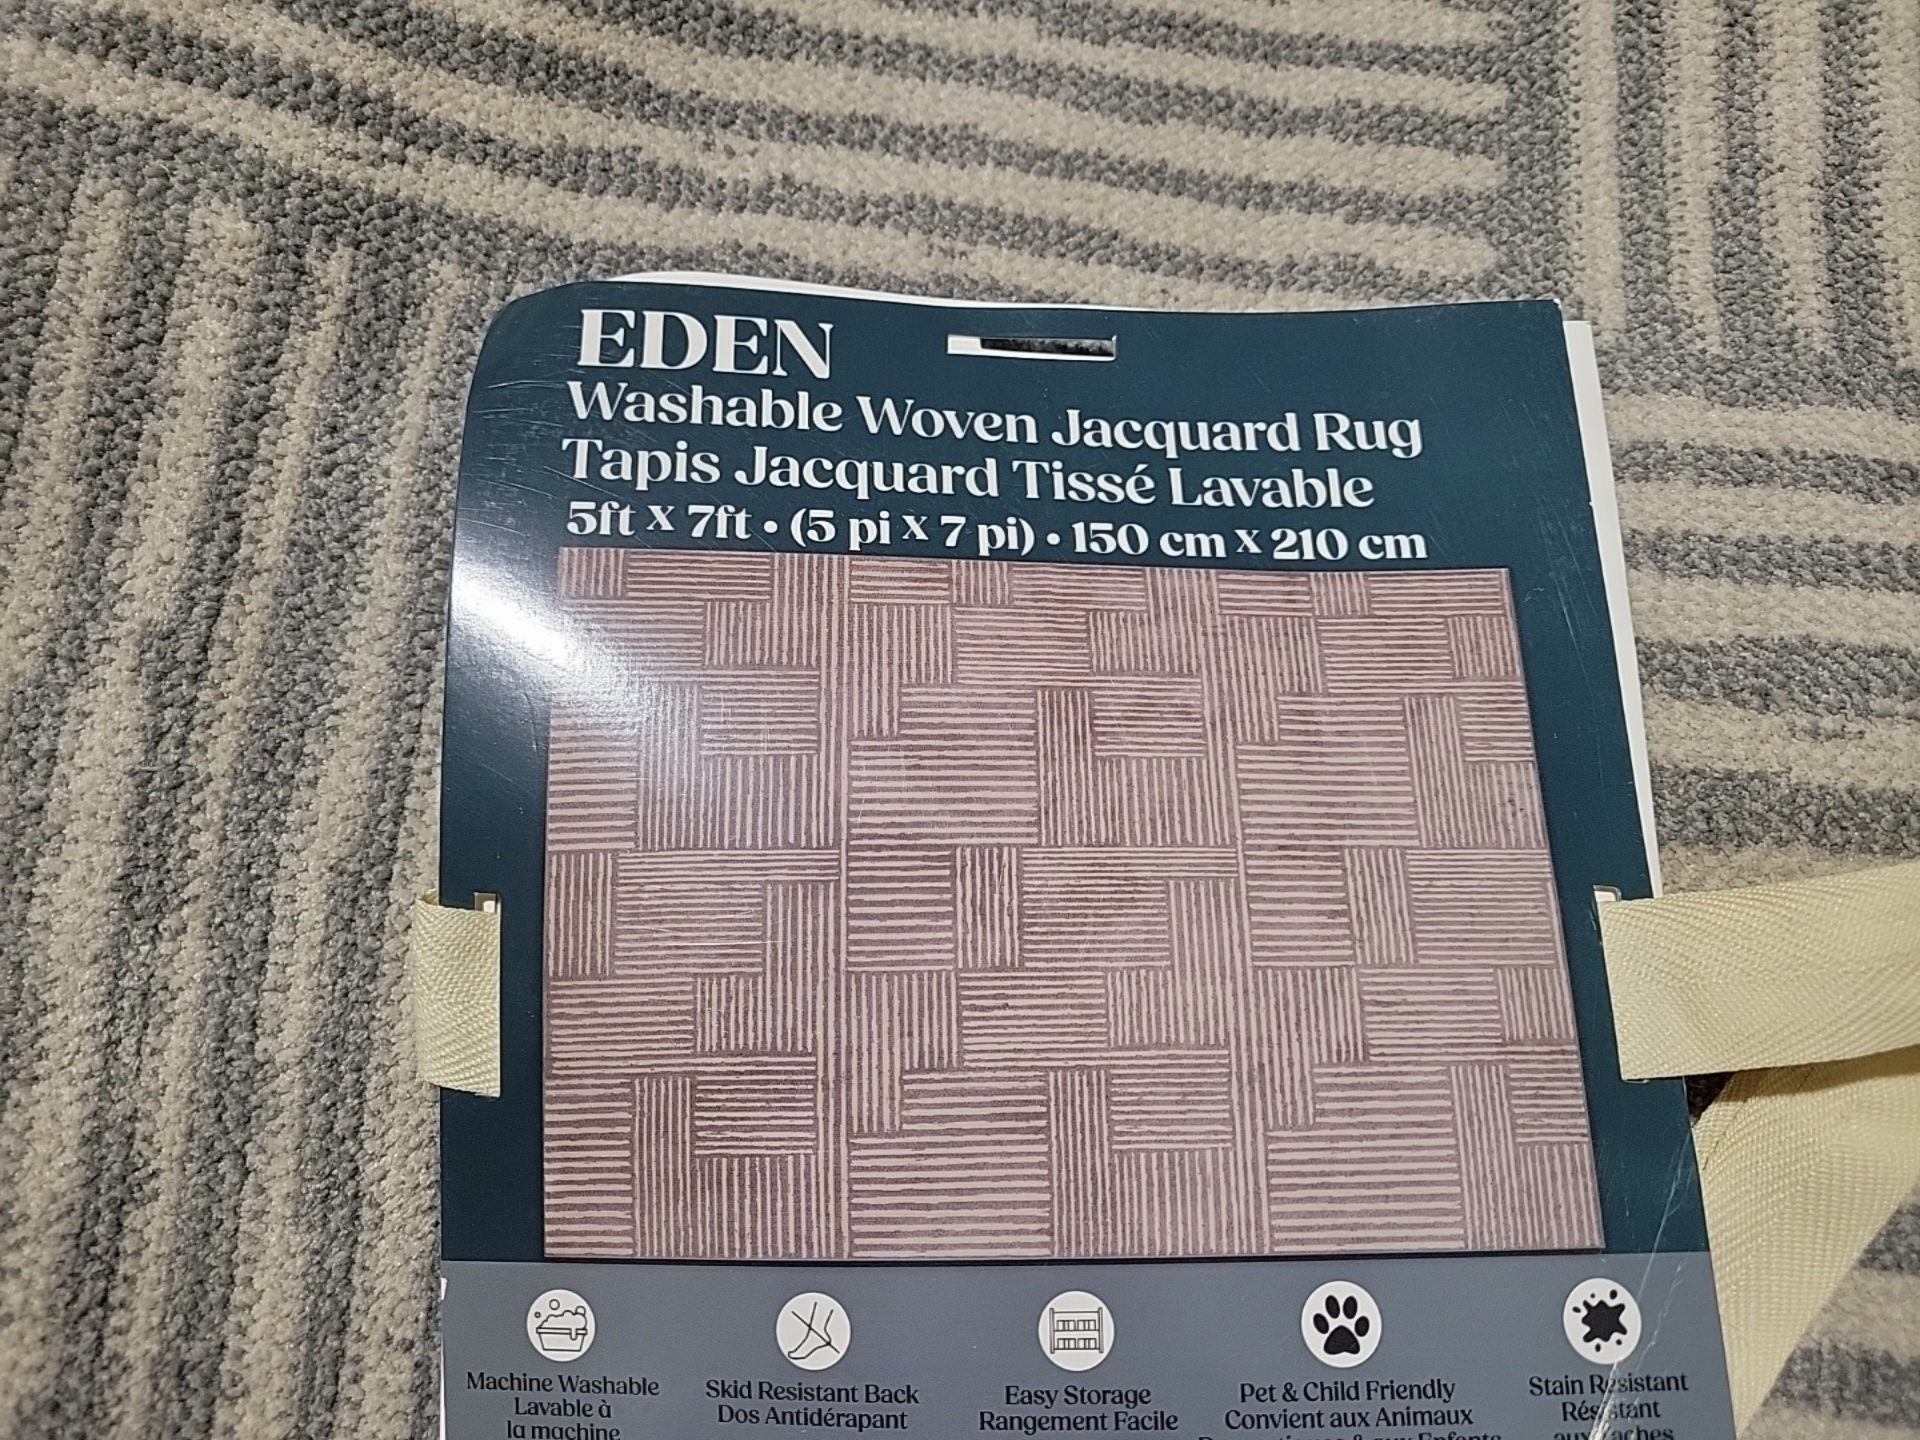 EDEN
Washable Woven Jacquard Rug
Tapis Jacquard Tissé Lavable
5ft X 7ft • (5 pi X 7 pi) • 150 cm X 210 cm
Machine Washable
Lavable à
la machine
Skid Resistant Back
Dos Antidérapant
Easy Storage
Rangement Facile
Pet & Child Friendly
Convient aux Animaux
Stain Resistant
Résistant